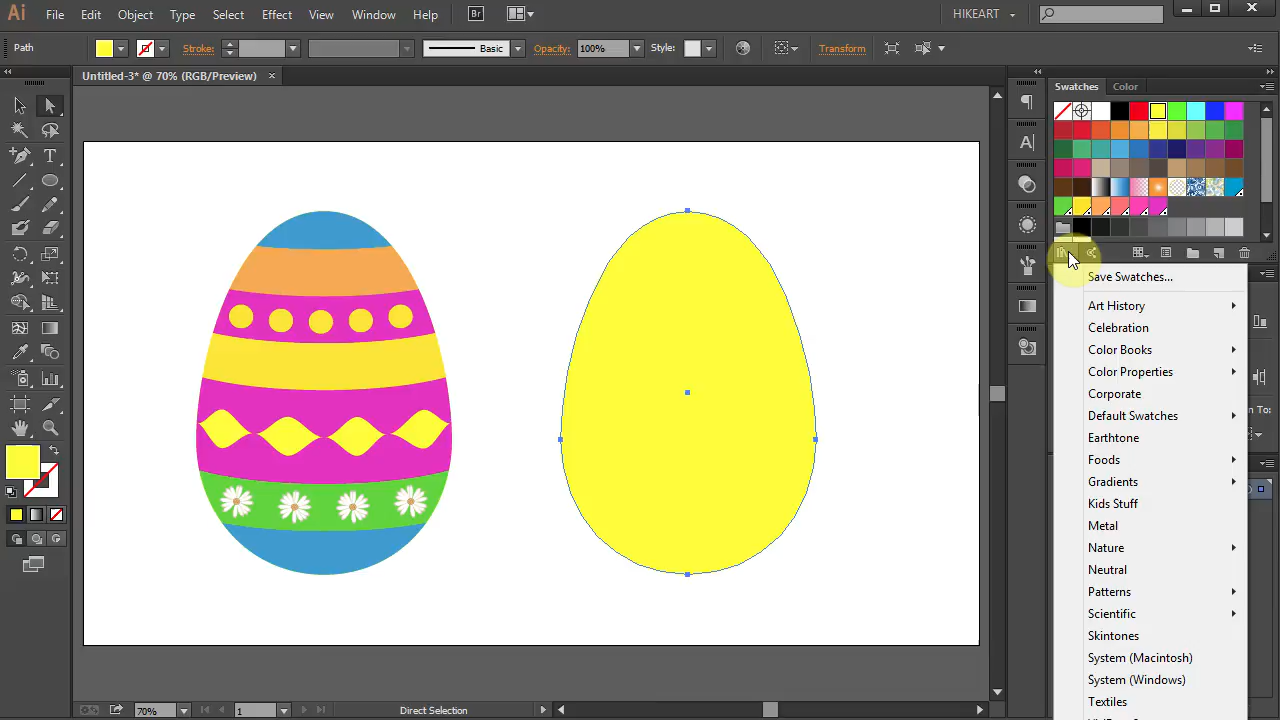 Ai File Edit Object Type Select Effect View Window Help Br HIKEART
Path Stroke: Basic Opacity: 100% Style: Transform
Untitled-3* @ 70% (RGB/Preview)
Swatches Color
Save Swatches...
Art History
Celebration
Color Books
Color Properties
Corporate
Default Swatches
Earthtone
Foods
Gradients
Kids Stuff
Metal
Nature
Neutral
Patterns
Scientific
Skintones
System (Macintosh)
System (Windows)
Textiles
70% 1 Direct Selection